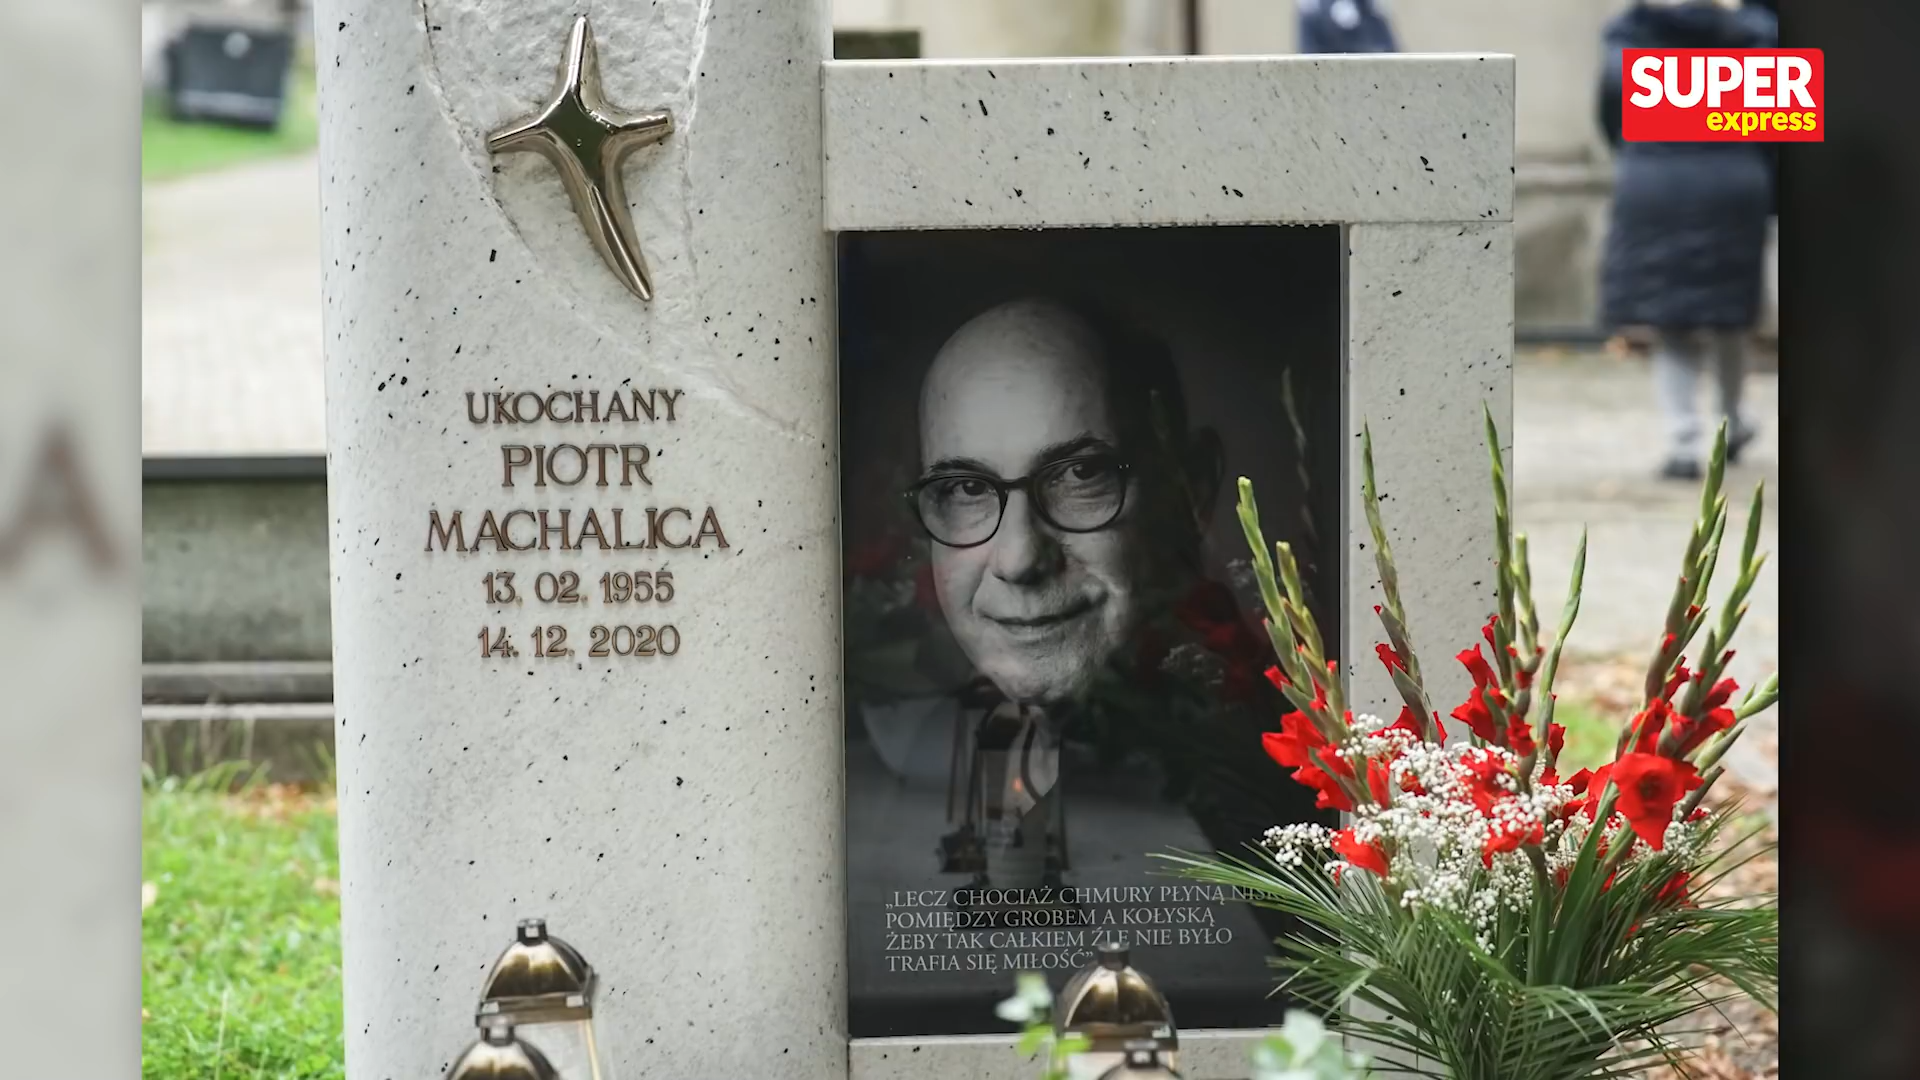 SUPER
express
UKOCHANY
PIOTR
MACHALICA
13. 02. 1955
14. 12. 2020
„LECZ CHOCIAŻ CHMURY PŁYNĄ
POMIĘDZY GROBEM A KOŁYSKĄ
ŻEBY TAK CAŁKIEM ŹLE NIE BYŁO
TRAFIA SIĘ MIŁOŚĆ”